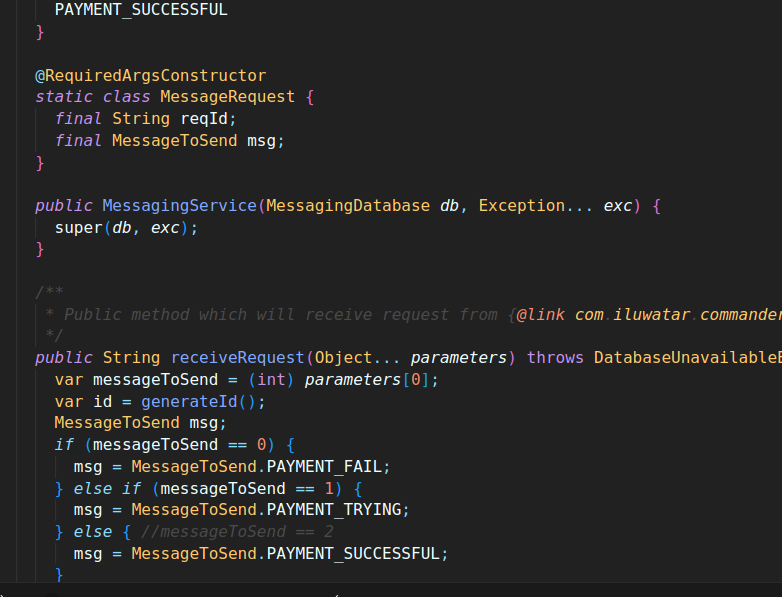 PAYMENT_SUCCESSFUL
}
@RequiredArgsConstructor
static class MessageRequest {
final String reqId;
final MessageToSend msg;
}
public MessagingService(MessagingDatabase db, Exception... exc) {
super(db, exc);
}
/**
* Public method which will receive request from {@link com.iluwatar.commander
*/
public String receiveRequest(Object... parameters) throws DatabaseUnavailableE
var messageToSend = (int) parameters[0];
var id = generateId();
MessageToSend msg;
if (messageToSend == 0) {
msg = MessageToSend.PAYMENT_FAIL;
} else if (messageToSend == 1) {
msg = MessageToSend.PAYMENT_TRYING;
} else { //messageToSend == 2
msg = MessageToSend.PAYMENT_SUCCESSFUL;
}